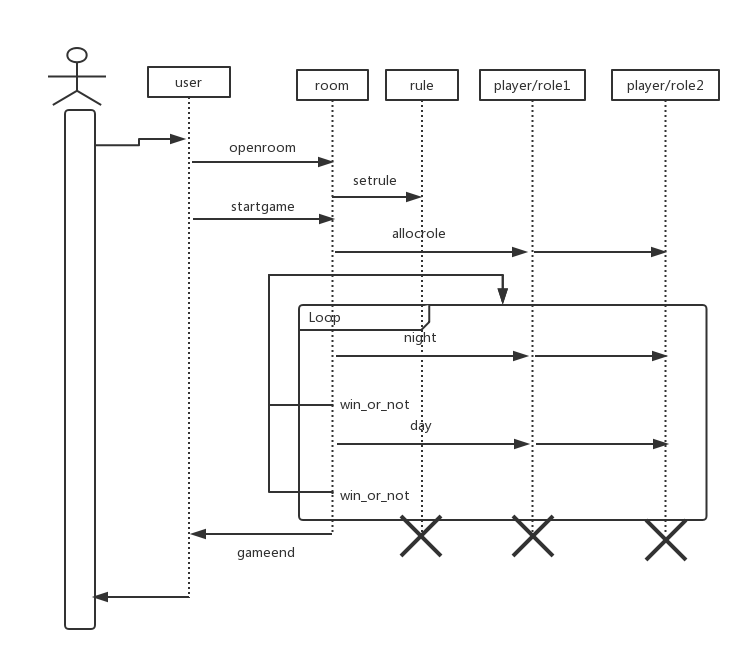 user
room
rule
player/role1
player/role2
openroom
setrule
startgame
allocrole
Loop
night
win_or_not
day
win_or_not
gameend